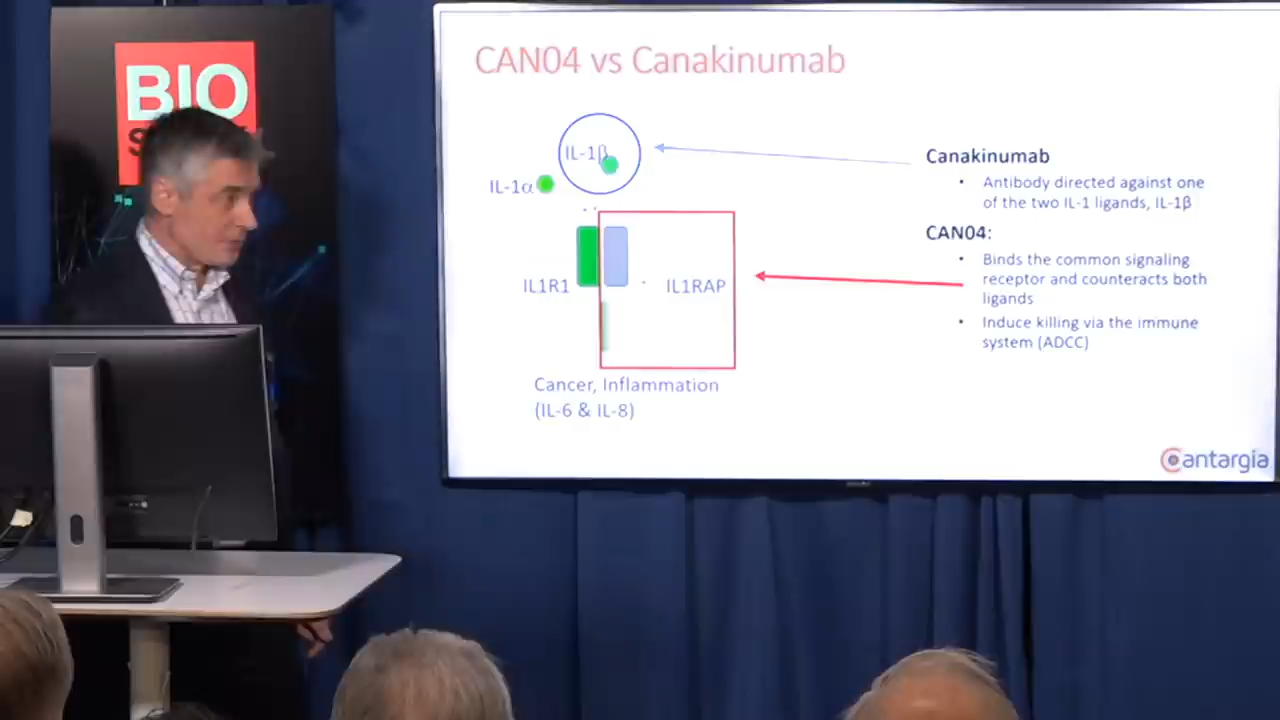 BIO
CAN04 vs Canakinumab
IL-1β
IL-1α
IL1R1
IL1RAP
Cancer, Inflammation
(IL-6 & IL-8)
Canakinumab
• Antibody directed against one
of the two IL-1 ligands, IL-1β
CAN04:
• Binds the common signaling
receptor and counteracts both
ligands
• Induce killing via the immune
system (ADCC)
Cantargia